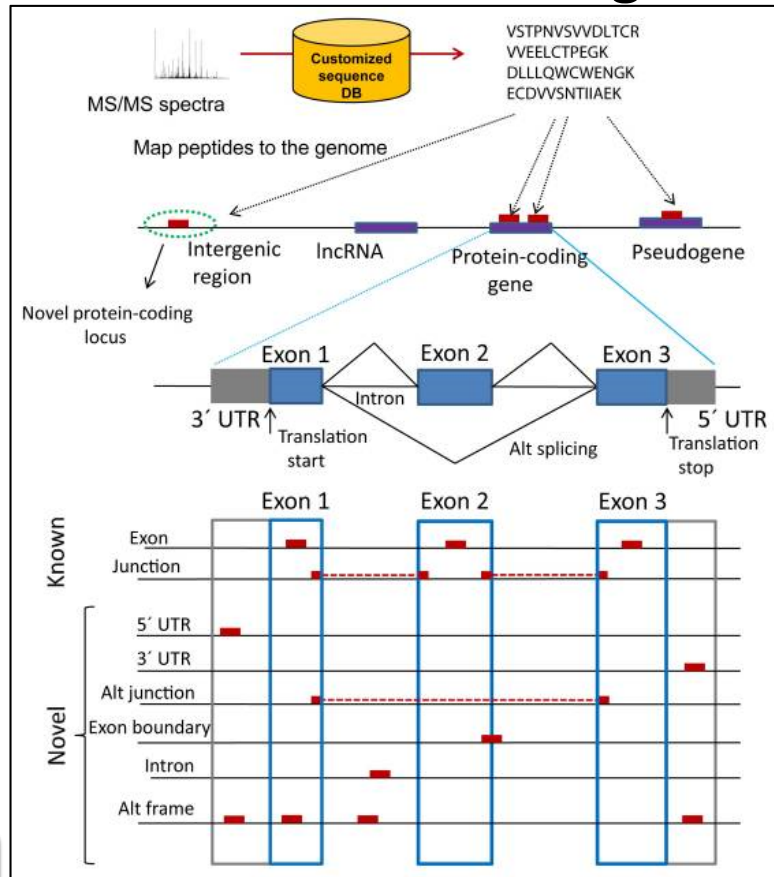 VSTPNVSVVDLTCR
VVEELCTPEGK
DLLLQWCWENGK
ECDVVSNTIIAEK
Customized
sequence
DB
MS/MS spectra
Map peptides to the genome
Intergenic
region
lncRNA
Protein-coding
gene
Pseudogene
Novel protein-coding
locus
Exon 1
Exon 2
Exon 3
Intron
3´ UTR
5´ UTR
Translation
start
Alt splicing
Translation
stop
Exon 1
Exon 2
Exon 3
Known
Exon
Junction
Novel
5´ UTR
3´ UTR
Alt junction
Exon boundary
Intron
Alt frame